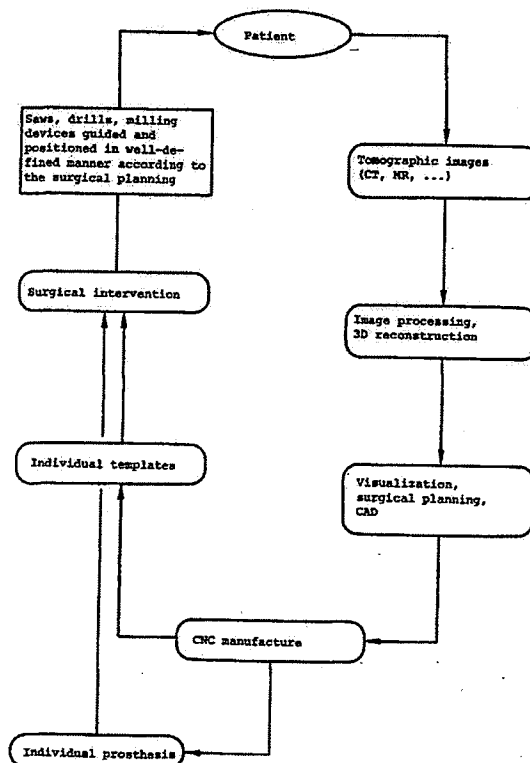 Patient
Saws, drills, milling
devices guided and
positioned in well-de-
fined manner according to
the surgical planning
Tomographic images
(CT, MR, ...)
Surgical intervention
Image processing,
3D reconstruction
Individual templates
Visualization,
surgical planning,
CAD
CNC manufacture
Individual prosthesis